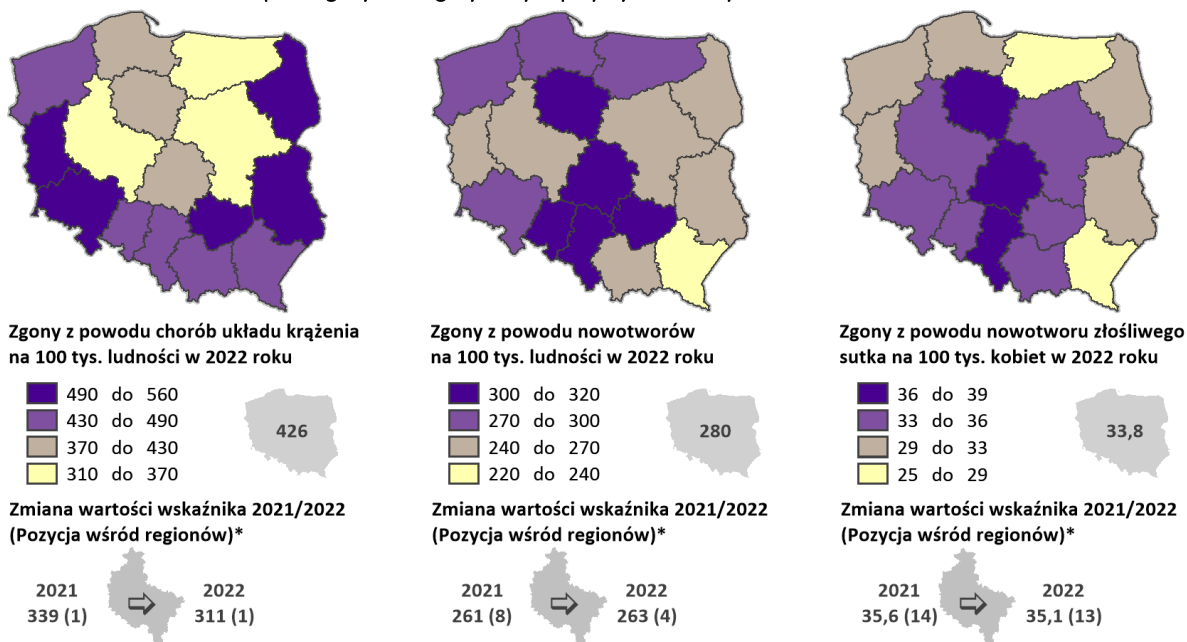 Zgony z powodu chorób układu krążenia
na 100 tys. ludności w 2022 roku
490 do 560
430 do 490
370 do 430
310 do 370
426
Zmiana wartości wskaźnika 2021/2022
(Pozycja wśród regionów)*
2021
339 (1)
2022
311 (1)
Zgony z powodu nowotworów
na 100 tys. ludności w 2022 roku
300 do 320
270 do 300
240 do 270
220 do 240
280
Zmiana wartości wskaźnika 2021/2022
(Pozycja wśród regionów)*
2021
261 (8)
2022
263 (4)
Zgony z powodu nowotworu złośliwego
sutka na 100 tys. kobiet w 2022 roku
36 do 39
33 do 36
29 do 33
25 do 29
33,8
Zmiana wartości wskaźnika 2021/2022
(Pozycja wśród regionów)*
2021
35,6 (14)
2022
35,1 (13)